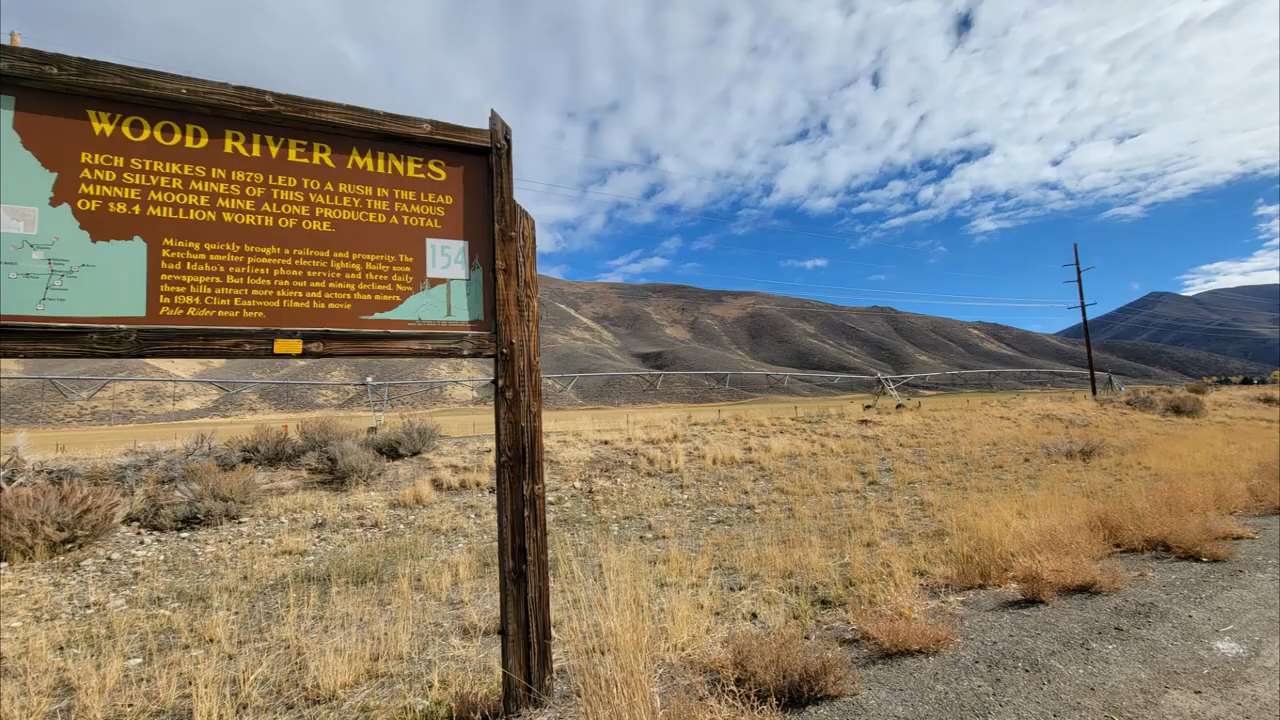 WOOD RIVER MINES
RICH STRIKES IN 1879 LED TO A RUSH IN THE LEAD
AND SILVER MINES OF THIS VALLEY. THE FAMOUS
MINNIE MOORE MINE ALONE PRODUCED A TOTAL
OF $8.4 MILLION WORTH OF ORE.
Mining quickly brought a railroad and prosperity. The
Ketchum smelter pioneered electric lighting. Hailey soon
had Idaho's earliest phone service and three daily
newspapers. But lodes ran out and mining declined. Now
these hills attract more skiers and actors than miners.
In 1984, Clint Eastwood filmed his movie
Pale Rider near here.
154